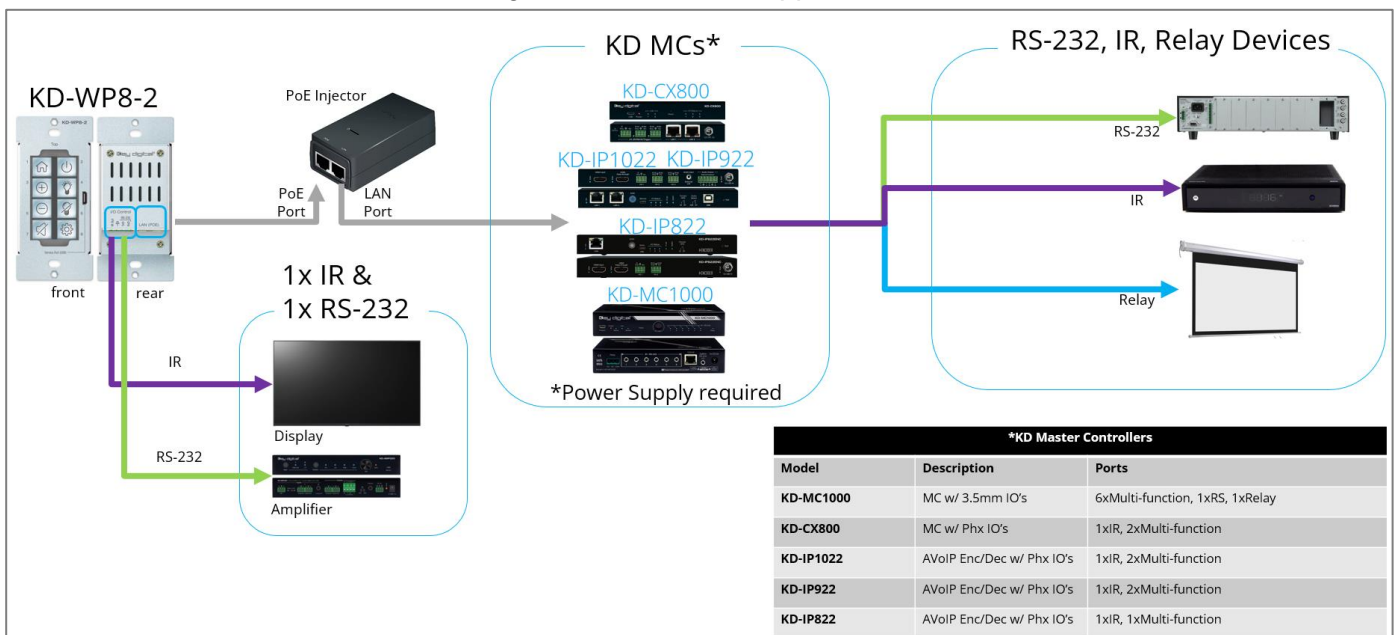 KD MCs*
RS-232, IR, Relay Devices
KD-WP8-2
PoE Injector
KD-CX800
RS-232
KD-IP1022 KD-IP922
PoE
Port
LAN
Port
IR
KD-IP822
front
rear
1x IR &
1x RS-232
KD-MC1000
Relay
IR
*Power Supply required
Display
RS-232
Amplifier
*KD Master Controllers
Model Description Ports
KD-MC1000 MC w/ 3.5mm IO's 6xMulti-function, 1xRS, 1xRelay
KD-CX800 MC w/ Phx IO's 1xIR, 2xMulti-function
KD-IP1022 AVoIP Enc/Dec w/ Phx IO's 1xIR, 2xMulti-function
KD-IP922 AVoIP Enc/Dec w/ Phx IO's 1xIR, 2xMulti-function
KD-IP822 AVoIP Enc/Dec w/ Phx IO's 1xIR, 1xMulti-function